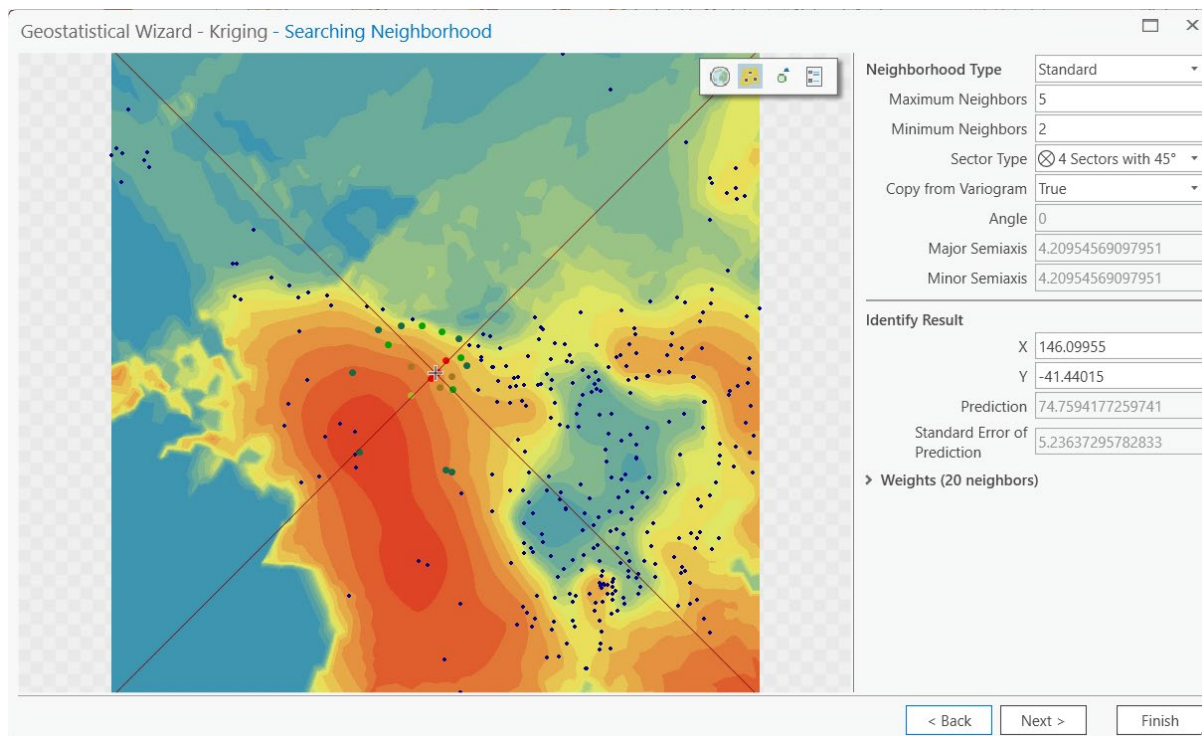 Geostatistical Wizard - Kriging - Searching Neighborhood
Neighborhood Type Standard
Maximum Neighbors 5
Minimum Neighbors 2
Sector Type 4 Sectors with 45°
Copy from Variogram True
Angle 0
Major Semiaxis 4.20954569097951
Minor Semiaxis 4.20954569097951
Identify Result
X 146.09955
Y -41.44015
Prediction 74.7594177259741
Standard Error of
Prediction 5.23637295782833
Weights (20 neighbors)
< Back Next > Finish